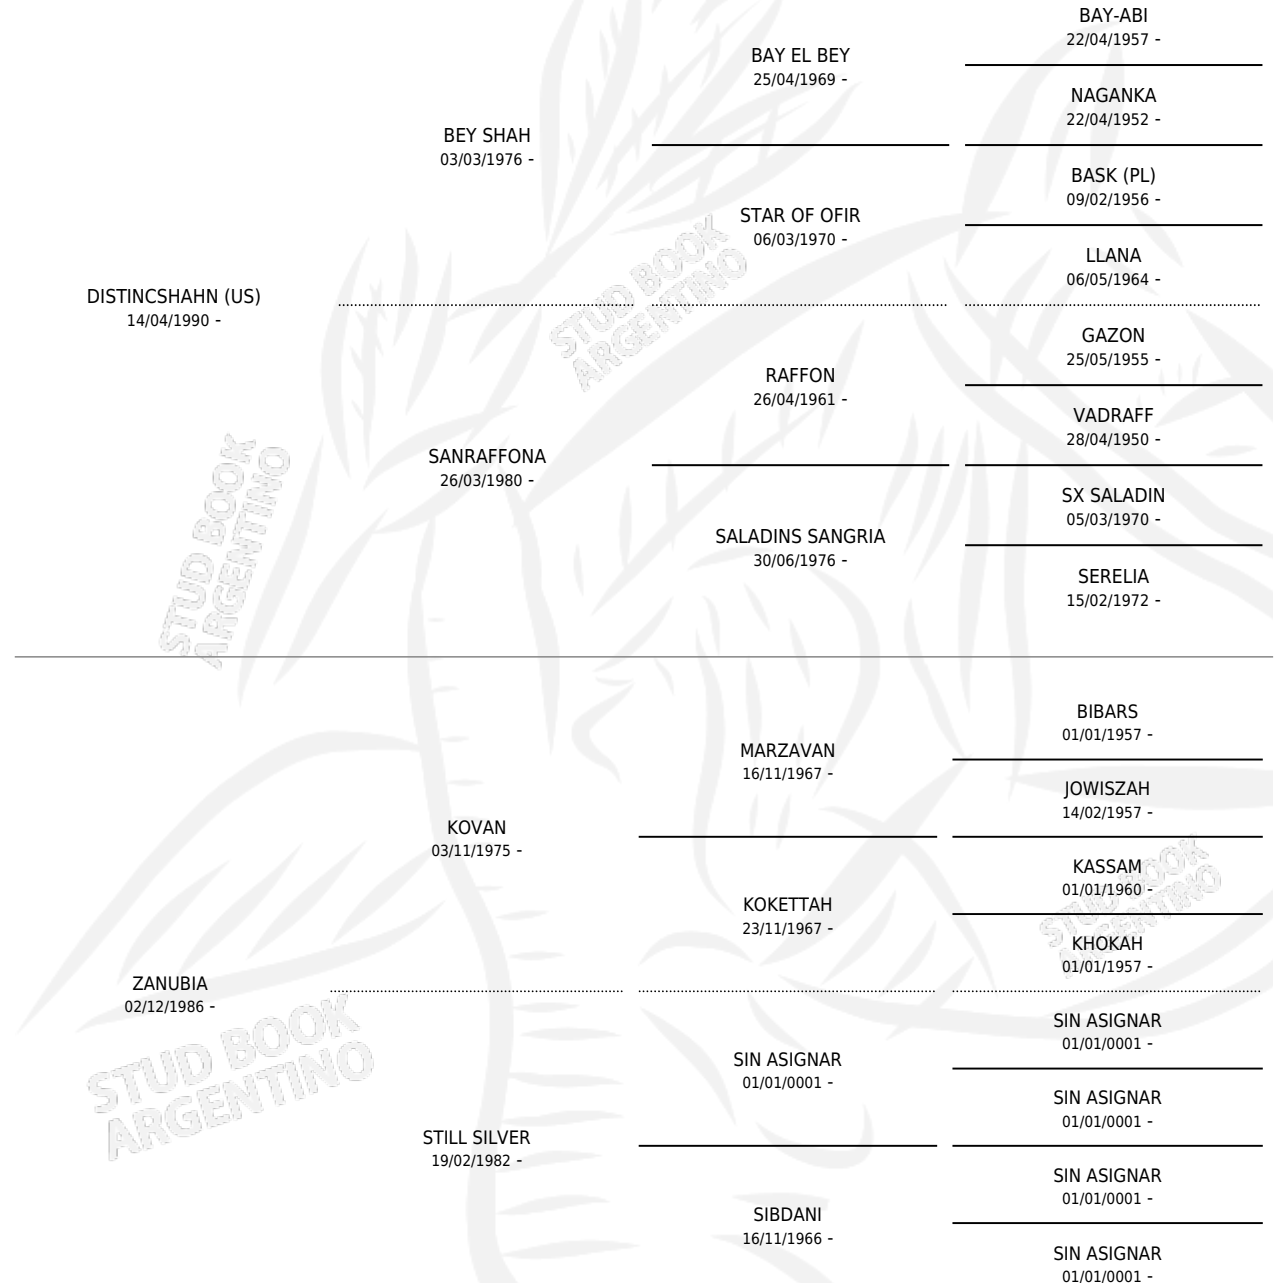 BAY-ABI
22/04/1957 -
BAY EL BEY
25/04/1969 -
NAGANKA
22/04/1952 -
BEY SHAH
03/03/1976 -
BASK (PL)
09/02/1956 -
STAR OF OFIR
06/03/1970 -
LLANA
06/05/1964 -
DISTINCSHAHN (US)
14/04/1990 -
GAZON
25/05/1955 -
RAFFON
26/04/1961 -
VADRAFF
28/04/1950 -
SANRAFFONA
26/03/1980 -
SX SALADIN
05/03/1970 -
SALADINS SANGRIA
30/06/1976 -
SERELIA
15/02/1972 -
BIBARS
01/01/1957 -
MARZAVAN
16/11/1967 -
JOWISZAH
14/02/1957 -
KOVAN
03/11/1975 -
KASSAM
01/01/1960 -
KOKETTAH
23/11/1967 -
KHOKAH
01/01/1957 -
ZANUBIA
02/12/1986 -
SIN ASIGNAR
01/01/0001 -
SIN ASIGNAR
01/01/0001 -
SIN ASIGNAR
01/01/0001 -
STILL SILVER
19/02/1982 -
SIN ASIGNAR
01/01/0001 -
SIBDANI
16/11/1966 -
SIN ASIGNAR
01/01/0001 -
STUD BOOK
ARGENTINO
STUD BOOK
ARGENTINO
STUD BOOK
ARGENTINO
STUD BOOK
ARGENTINO